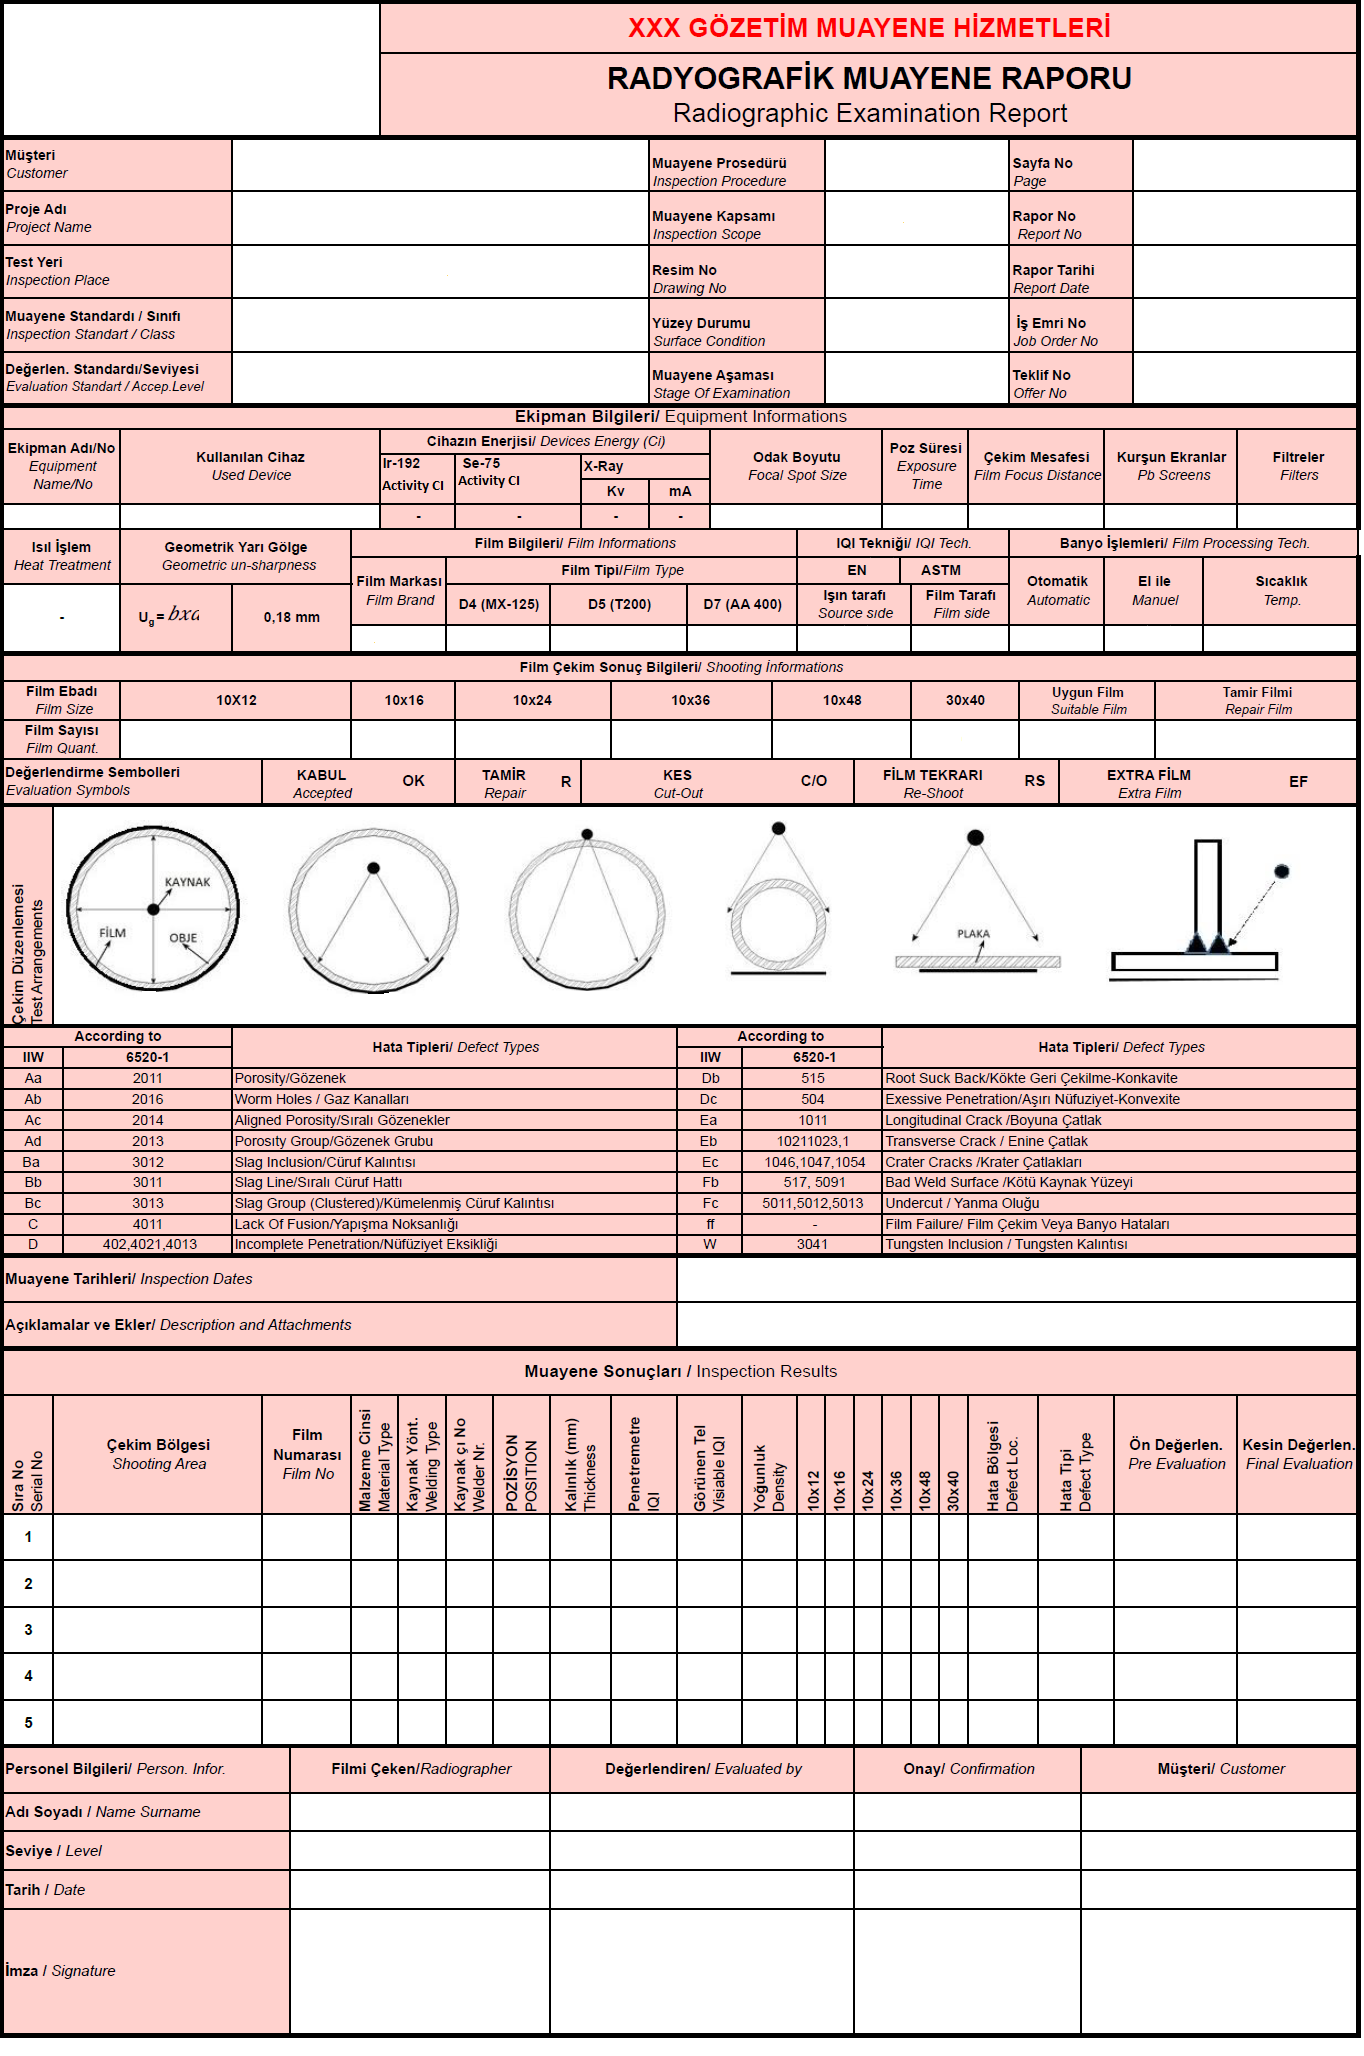 XXX GÖZETİM MUAYENE HİZMETLERİ
RADYOGRAFİK MUAYENE RAPORU
Radiographic Examination Report
Müşteri
Customer
Muayene Prosedürü
Inspection Procedure
Sayfa No
Page
Proje Adı
Project Name
Muayene Kapsamı
Inspection Scope
Rapor No
Report No
Test Yeri
Inspection Place
Resim No
Drawing No
Rapor Tarihi
Report Date
Muayene Standardı / Sınıfı
Inspection Standart / Class
Yüzey Durumu
Surface Condition
İş Emri No
Job Order No
Değerlen. Standardı/Seviyesi
Evaluation Standart / Accep.Level
Muayene Aşaması
Stage Of Examination
Teklif No
Offer No
Ekipman Bilgileri/ Equipment Informations
Ekipman Adı/No
Equipment
Name/No
Kullanılan Cihaz
Used Device
Cihazın Enerjisi/ Devices Energy (Ci)
Ir-192
Activity CI
Se-75
Activity CI
X-Ray
Kv
mA
Odak Boyutu
Focal Spot Size
Poz Süresi
Exposure
Time
Çekim Mesafesi
Film Focus Distance
Kurşun Ekranlar
Pb Screens
Filtreler
Filters
- - - -
Isıl İşlem
Heat Treatment
Geometrik Yarı Gölge
Geometric un-sharpness
Film Bilgileri/ Film Informations
IQI Tekniği/ IQI Tech.
Banyo İşlemleri/ Film Processing Tech.
Film Markası
Film Brand
Film Tipi/Film Type
EN
ASTM
Otomatik
Automatic
El ile
Manuel
Sıcaklık
Temp.
D4 (MX-125)
D5 (T200)
D7 (AA 400)
Işın tarafı
Source sıde
Film Tarafı
Film side
-
Ug = bxa
0,18 mm
Film Çekim Sonuç Bilgileri/ Shooting İnformations
Film Ebadı
Film Size
10X12
10x16
10x24
10x36
10x48
30x40
Uygun Film
Suitable Film
Tamir Filmi
Repair Film
Film Sayısı
Film Quant.
Değerlendirme Sembolleri
Evaluation Symbols
KABUL
Accepted
OK
TAMİR
Repair
R
KES
Cut-Out
C/O
FİLM TEKRARI
Re-Shoot
RS
EXTRA FİLM
Extra Film
EF
Çekim Düzenlemesi
Test Arrangements
KAYNAK
FİLM
OBJE
PLAKA
According to
Hata Tipleri/ Defect Types
According to
Hata Tipleri/ Defect Types
IIW 6520-1
IIW 6520-1
Aa 2011 Porosity/Gözenek
Db 515 Root Suck Back/Kökte Geri Çekilme-Konkavite
Ab 2016 Worm Holes / Gaz Kanalları
Dc 504 Exessive Penetration/Aşırı Nüfuziyet-Konvexite
Ac 2014 Aligned Porosity/Sıralı Gözenekler
Ea 1011 Longitudinal Crack /Boyuna Çatlak
Ad 2013 Porosıty Group/Gözenek Grubu
Eb 10211023,1 Transverse Crack / Enine Çatlak
Ba 3012 Slag Inclusion/Cüruf Kalıntısı
Ec 1046,1047,1054 Crater Cracks /Krater Çatlakları
Bb 3011 Slag Line/Sıralı Cüruf Hattı
Fb 517, 5091 Bad Weld Surface /Kötü Kaynak Yüzeyi
Bc 3013 Slag Group (Clustered)/Kümelenmiş Cüruf Kalıntısı
Fc 5011,5012,5013 Undercut / Yanma Oluğu
C 4011 Lack Of Fusion/Yapışma Noksanlığı
ff - Film Failure/ Film Çekim Veya Banyo Hataları
D 402,4021,4013 Incomplete Penetration/Nüfüziyet Eksikliği
W 3041 Tungsten Inclusion / Tungsten Kalıntısı
Muayene Tarihleri/ Inspection Dates
Açıklamalar ve Ekler/ Description and Attachments
Muayene Sonuçları / Inspection Results
Sıra No
Serial No
Çekim Bölgesi
Shooting Area
Film
Numarası
Film No
Malzeme Cinsi
Material Type
Kaynak Yönt.
Welding Type
Kaynak çı No
Welder Nr.
POZİSYON
POSITION
Kalınlık (mm)
Thickness
Penetremetre
IQI
Görünen Tel
Visiable IQI
Yoğunluk
Density
10x12
10x16
10x24
10x36
10x48
30x40
Hata Bölgesi
Defect Loc.
Hata Tipi
Defect Type
Ön Değerlen.
Pre Evaluation
Kesin Değerlen.
Final Evaluation
1
2
3
4
5
Personel Bilgileri/ Person. Infor.
Filmi Çeken/Radiographer
Değerlendiren/ Evaluated by
Onay/ Confirmation
Müşteri/ Customer
Adı Soyadı / Name Surname
Seviye / Level
Tarih / Date
İmza / Signature